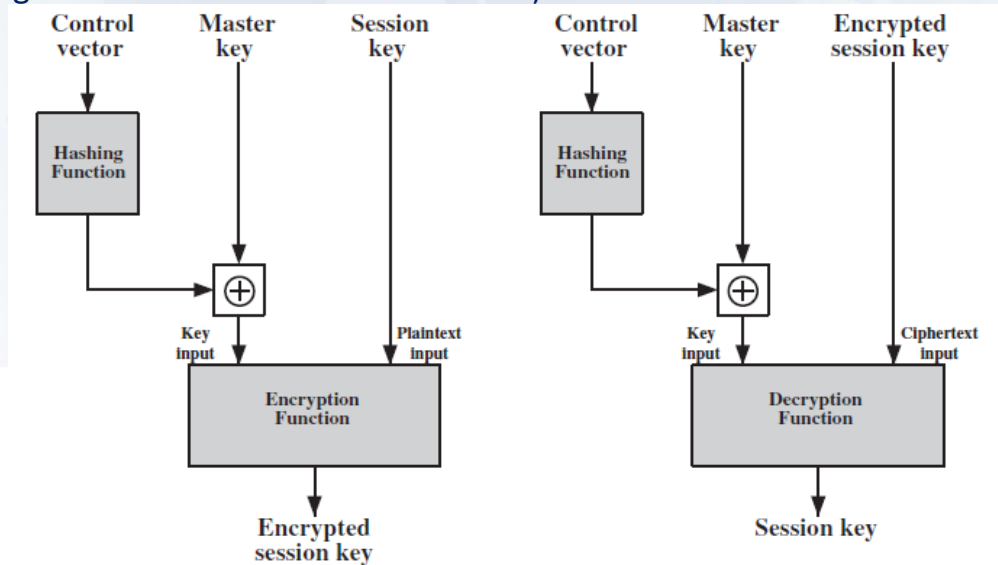 Control vector
Master key
Session key
Hashing Function
Key input
Plaintext input
Encryption Function
Encrypted session key
Control vector
Master key
Encrypted session key
Hashing Function
Key input
Ciphertext input
Decryption Function
Session key